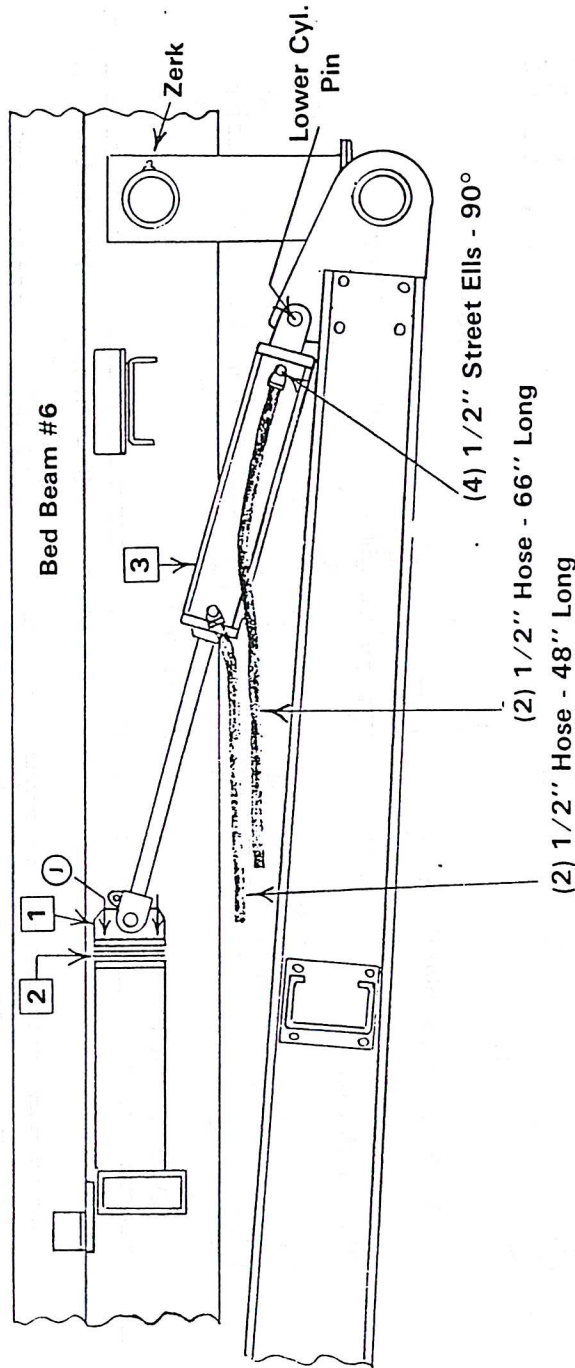 Bed Beam #6
Zerk
Lower Cyl.
Pin
1
2
J
3
(4) 1/2" Street Ells - 90°
(2) 1/2" Hose - 66" Long
(2) 1/2" Hose - 48" Long